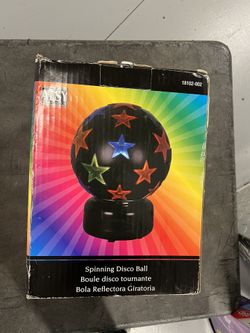 18102-002
Spinning Disco Ball
Boule disco tournante
Bola Reflectora Giratoria